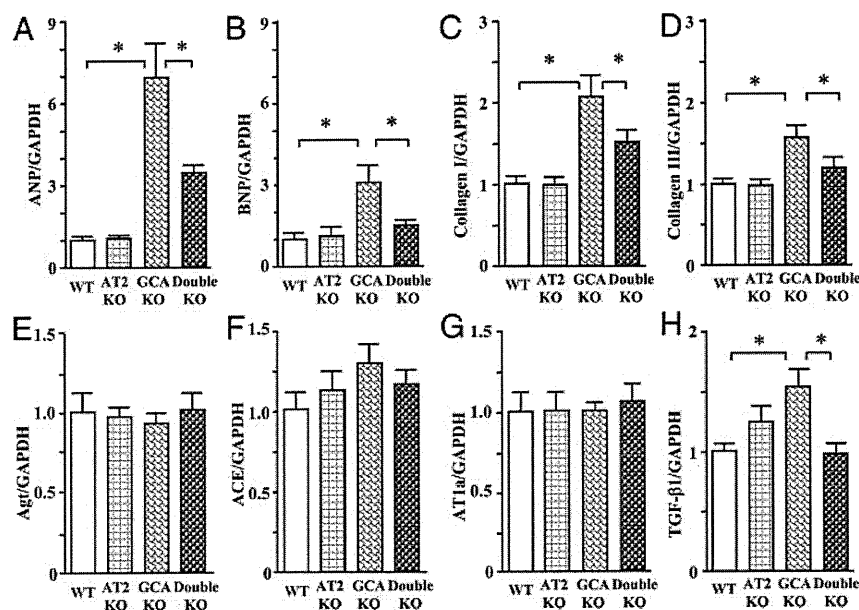 A
ANP/GAPDH
9
6
3
0
* *
WT AT2 KO GCA KO Double KO
B
BNP/GAPDH
9
6
3
0
* *
WT AT2 KO GCA KO Double KO
C
Collagen I/GAPDH
3
2
1
0
* *
WT AT2 KO GCA KO Double KO
D
Collagen III/GAPDH
3
2
1
0
* *
WT AT2 KO GCA KO Double KO
E
Agt/GAPDH
1.5
1.0
0.5
0
WT AT2 KO GCA KO Double KO
F
ACE/GAPDH
1.5
1.0
0.5
0
WT AT2 KO GCA KO Double KO
G
AT1a/GAPDH
1.5
1.0
0.5
0
WT AT2 KO GCA KO Double KO
H
TGF-β1/GAPDH
2
1
0
* *
WT AT2 KO GCA KO Double KO